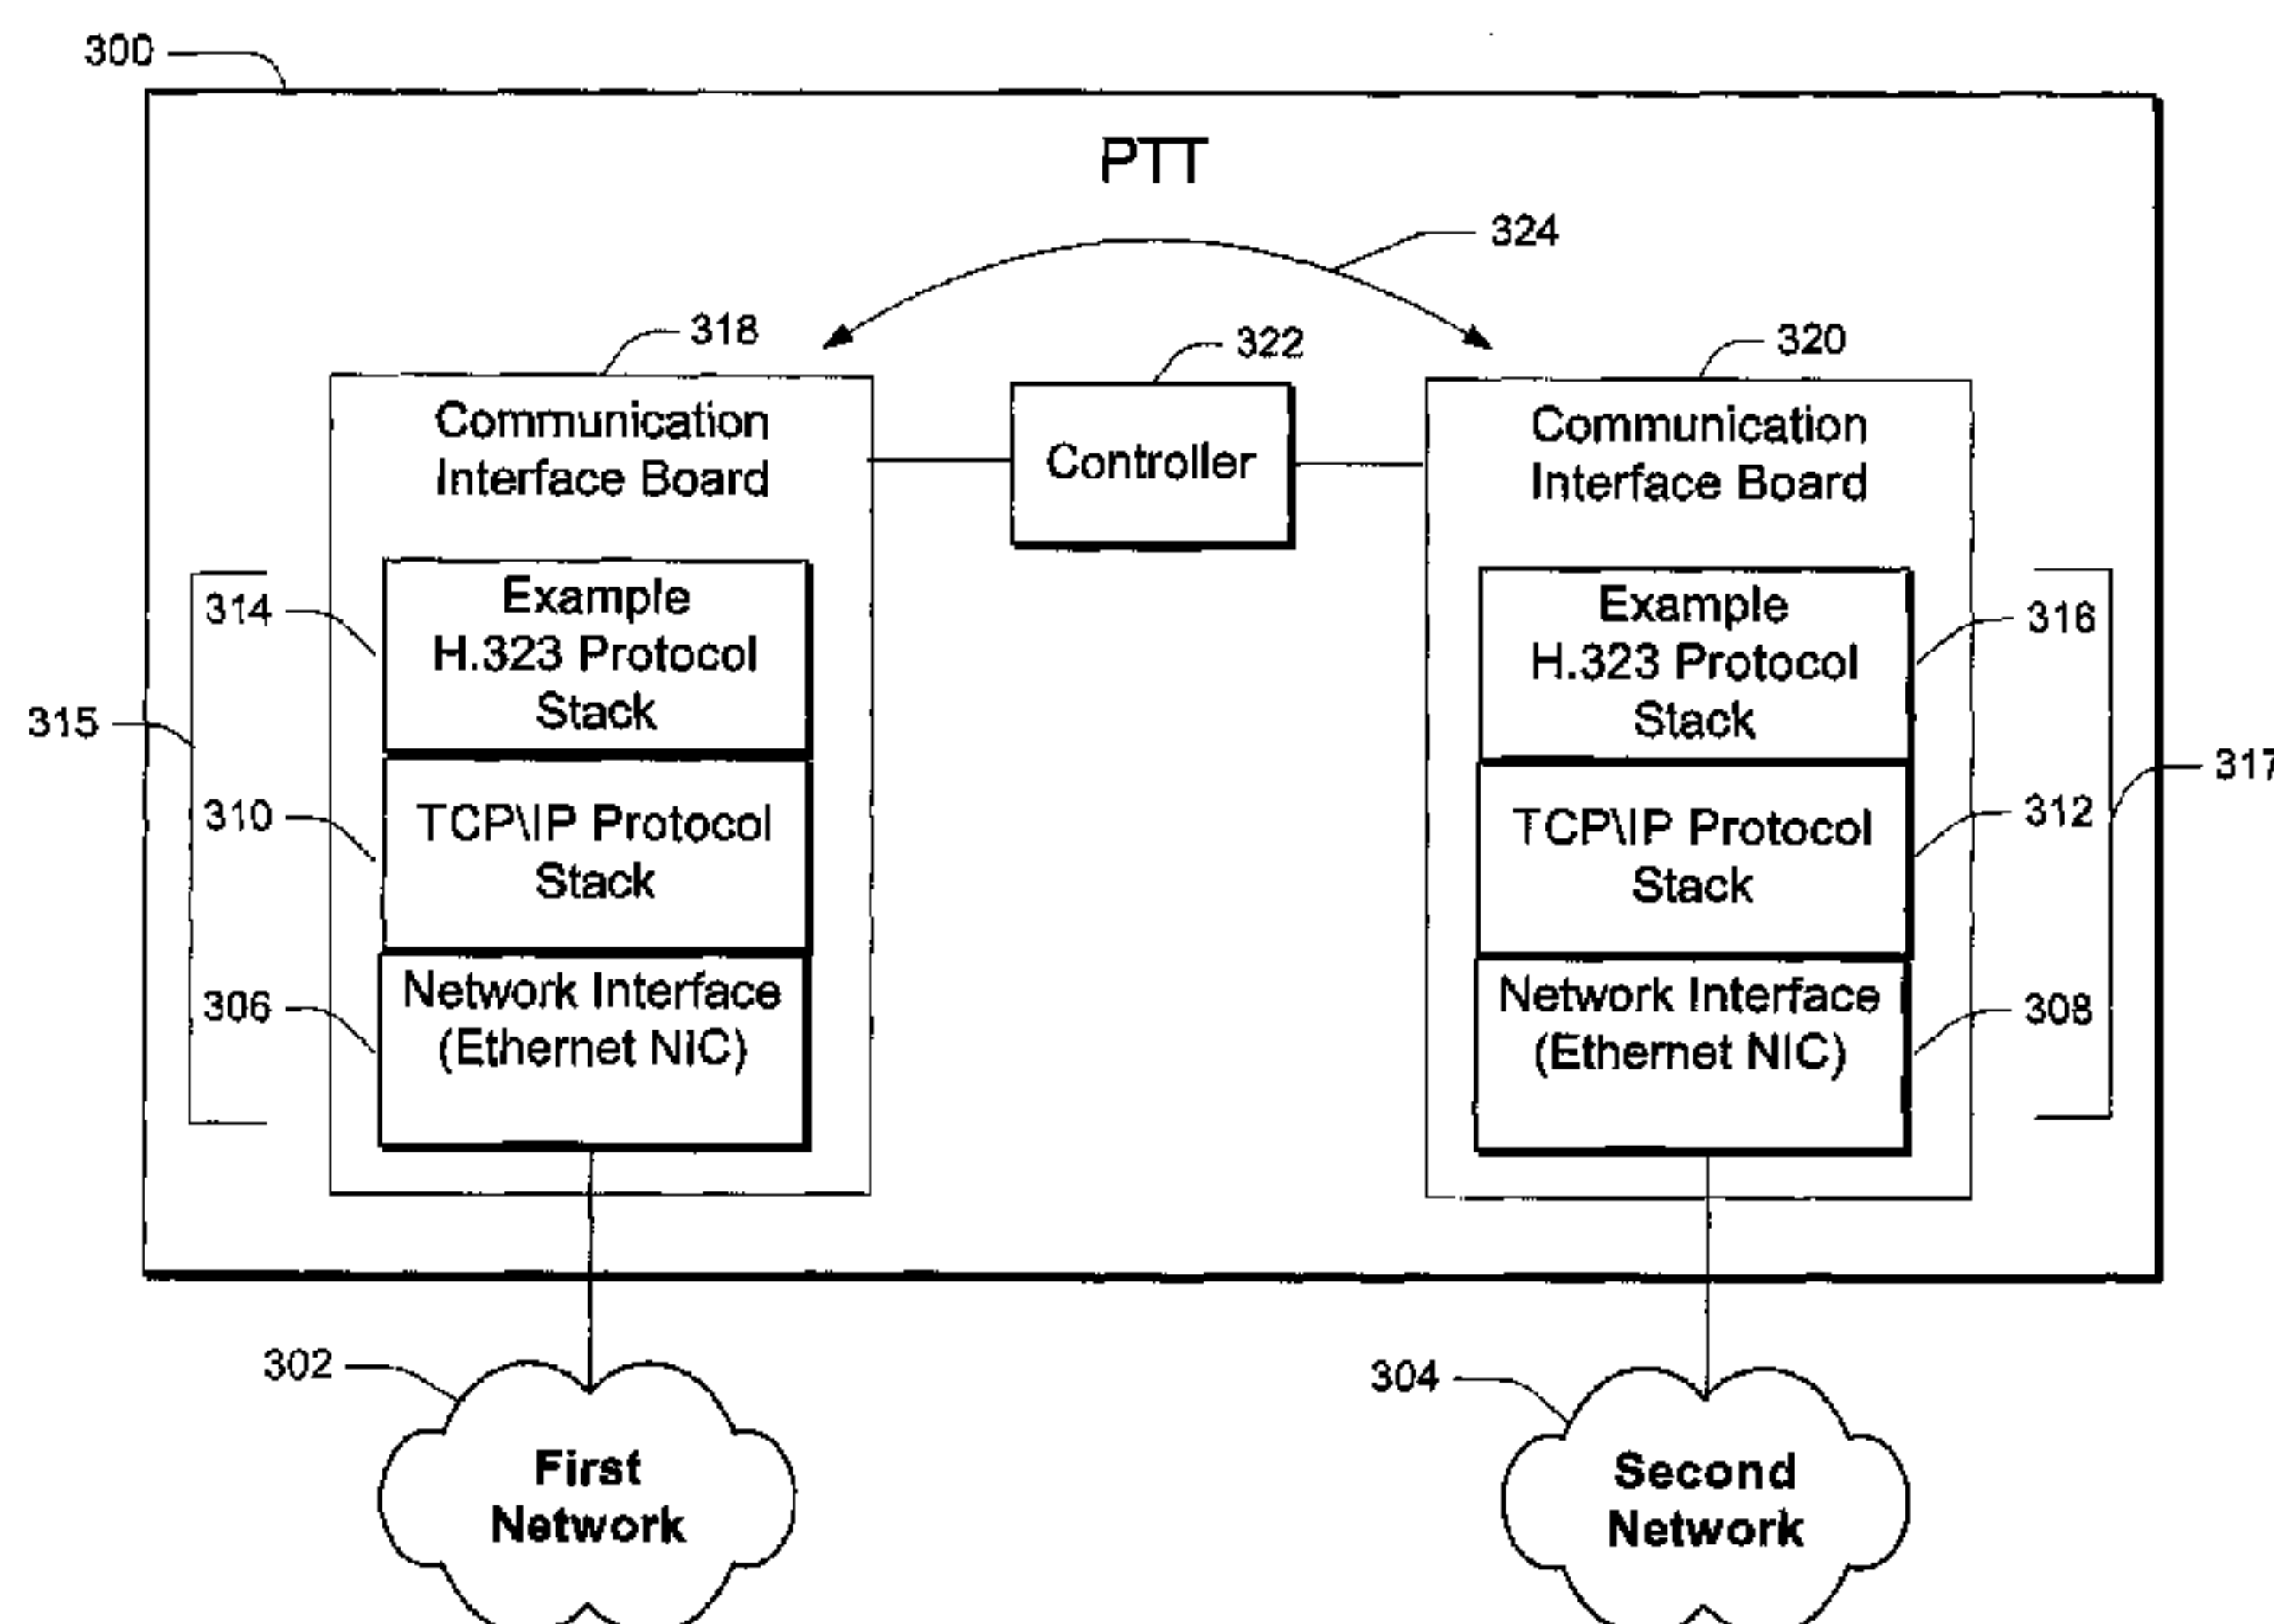 300
PTT
324
318
322
320
Communication
Interface Board
Controller
Communication
Interface Board
314
Example
H.323 Protocol
Stack
Example
H.323 Protocol
Stack
316
315
317
310
TCP\IP Protocol
Stack
TCP\IP Protocol
Stack
312
306
Network Interface
(Ethernet NIC)
Network Interface
(Ethernet NIC)
308
302
First
Network
304
Second
Network